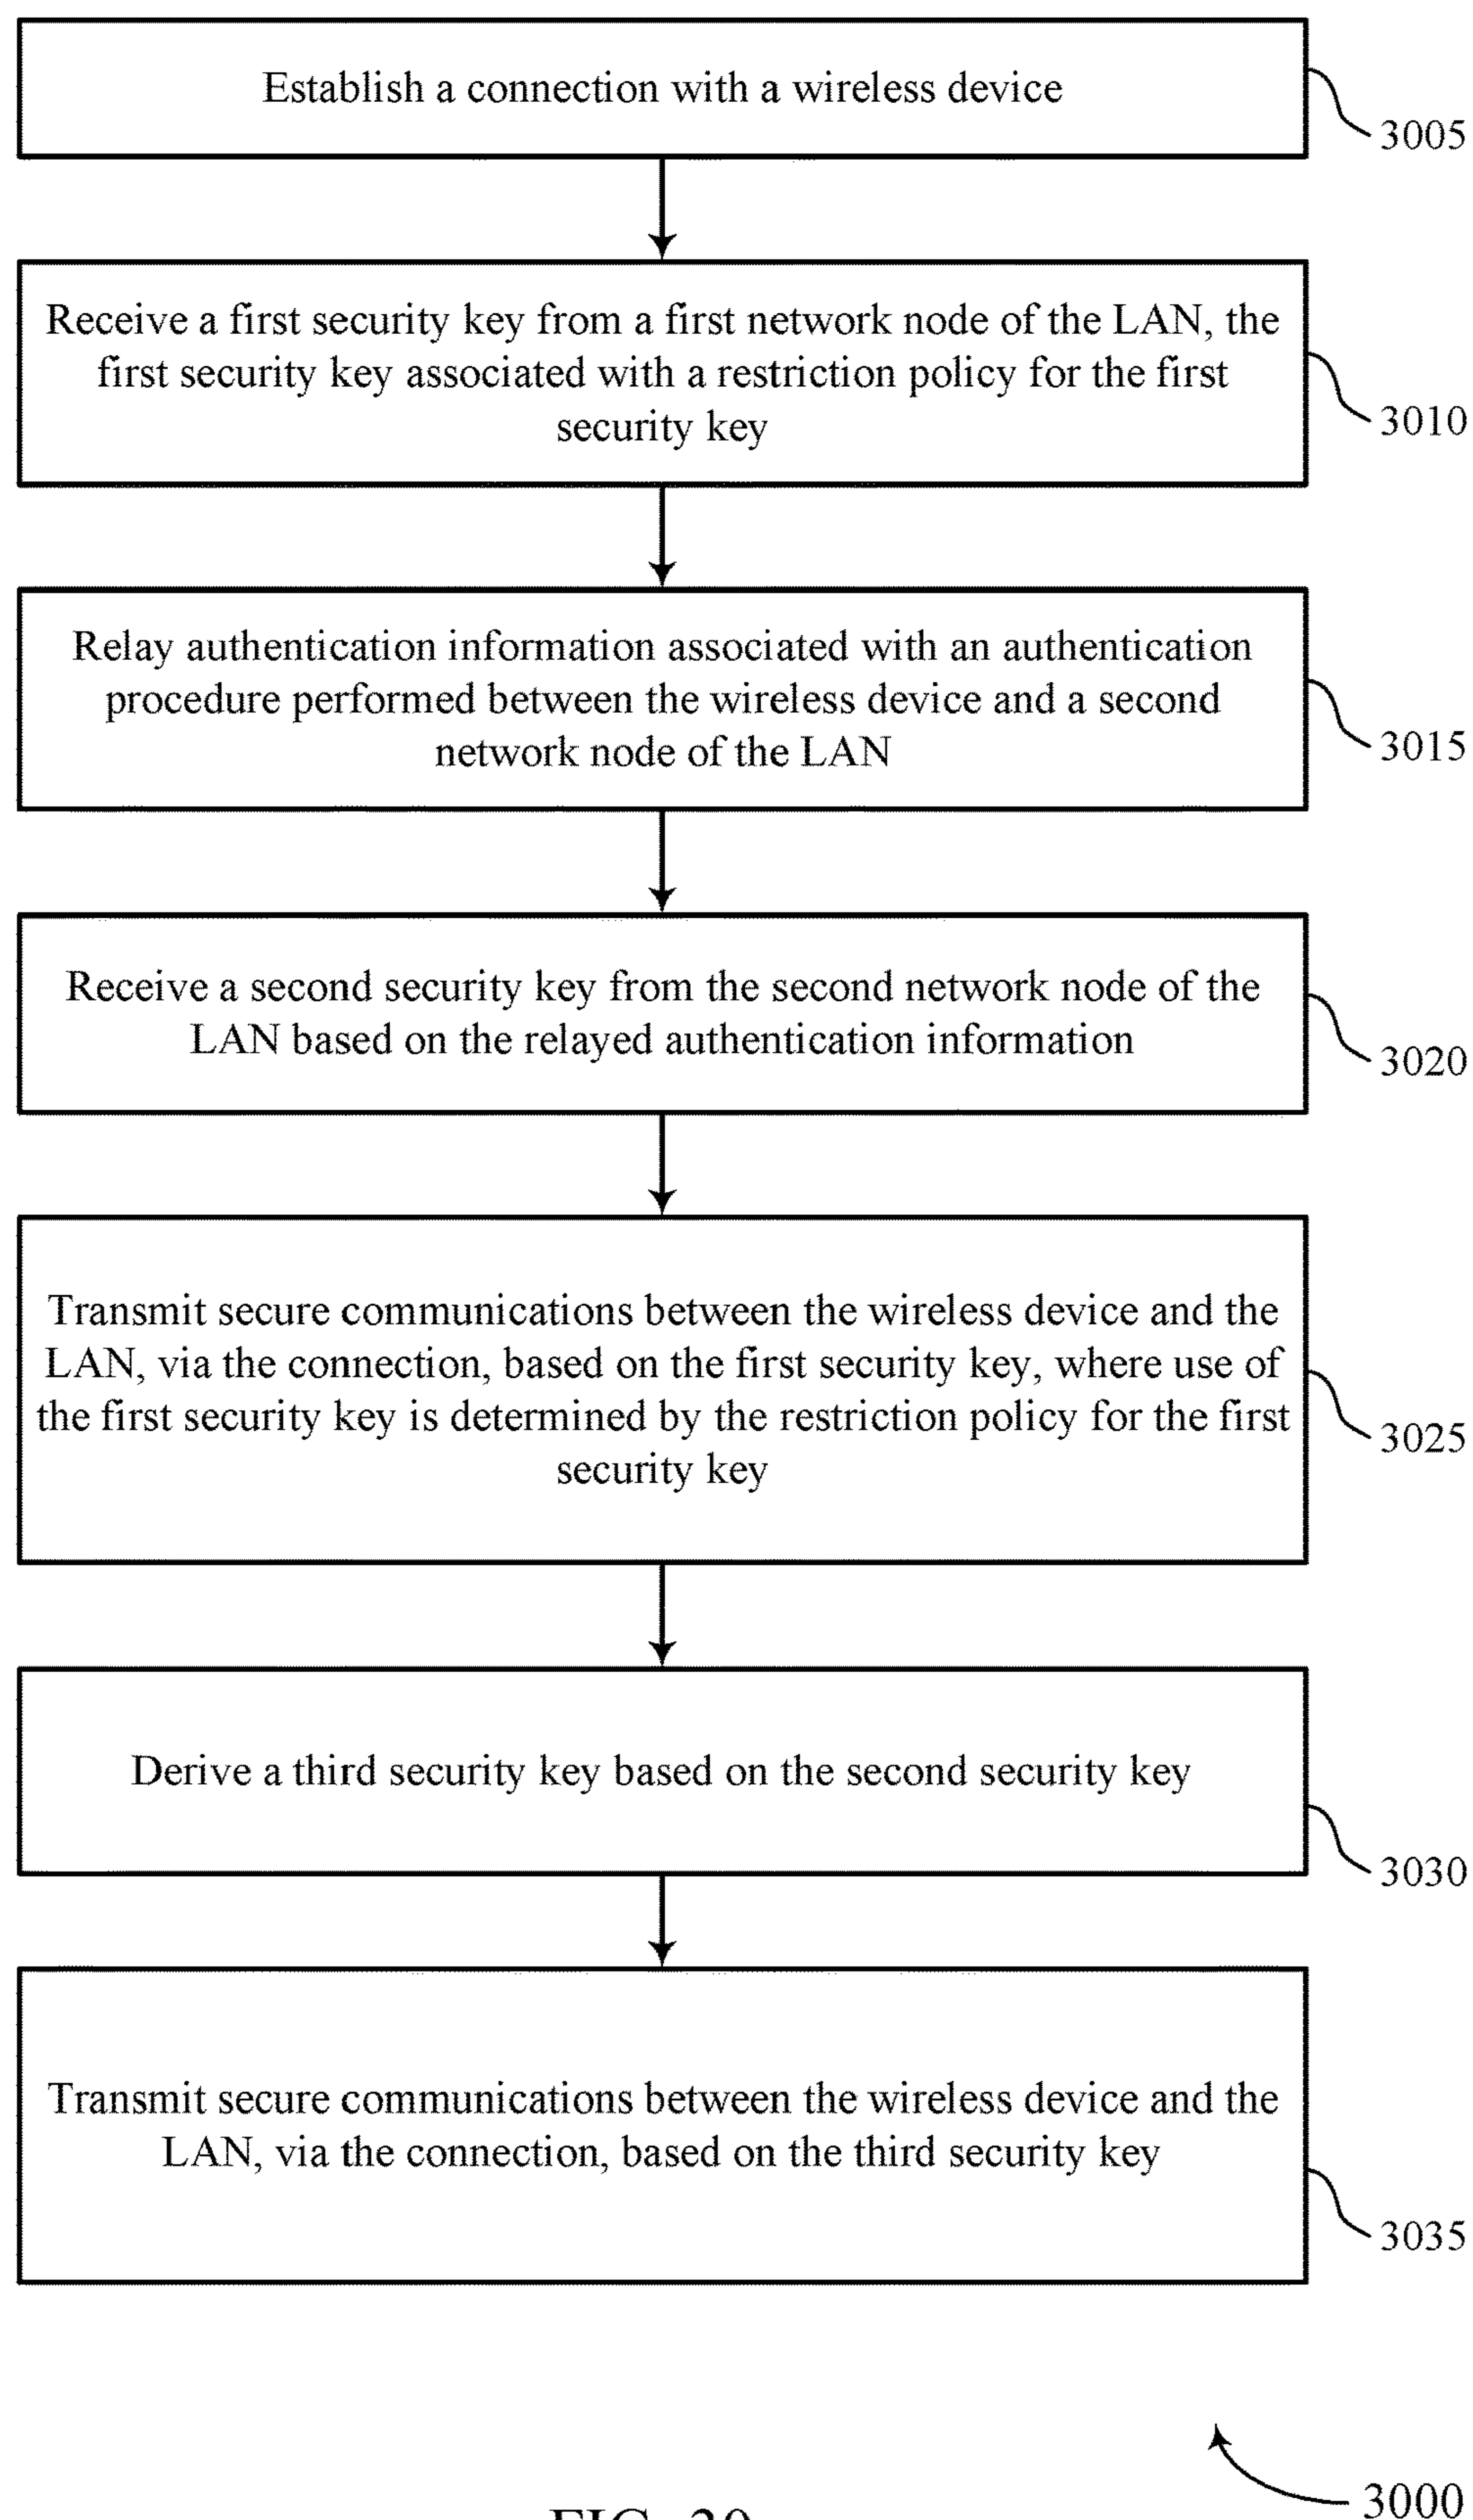 Establish a connection with a wireless device
3005
Receive a first security key from a first network node of the LAN, the
first security key associated with a restriction policy for the first
security key
3010
Relay authentication information associated with an authentication
procedure performed between the wireless device and a second
network node of the LAN
3015
Receive a second security key from the second network node of the
LAN based on the relayed authentication information
3020
Transmit secure communications between the wireless device and the
LAN, via the connection, based on the first security key, where use of
the first security key is determined by the restriction policy for the first
security key
3025
Derive a third security key based on the second security key
3030
Transmit secure communications between the wireless device and the
LAN, via the connection, based on the third security key
3035
3000
FIG. 30